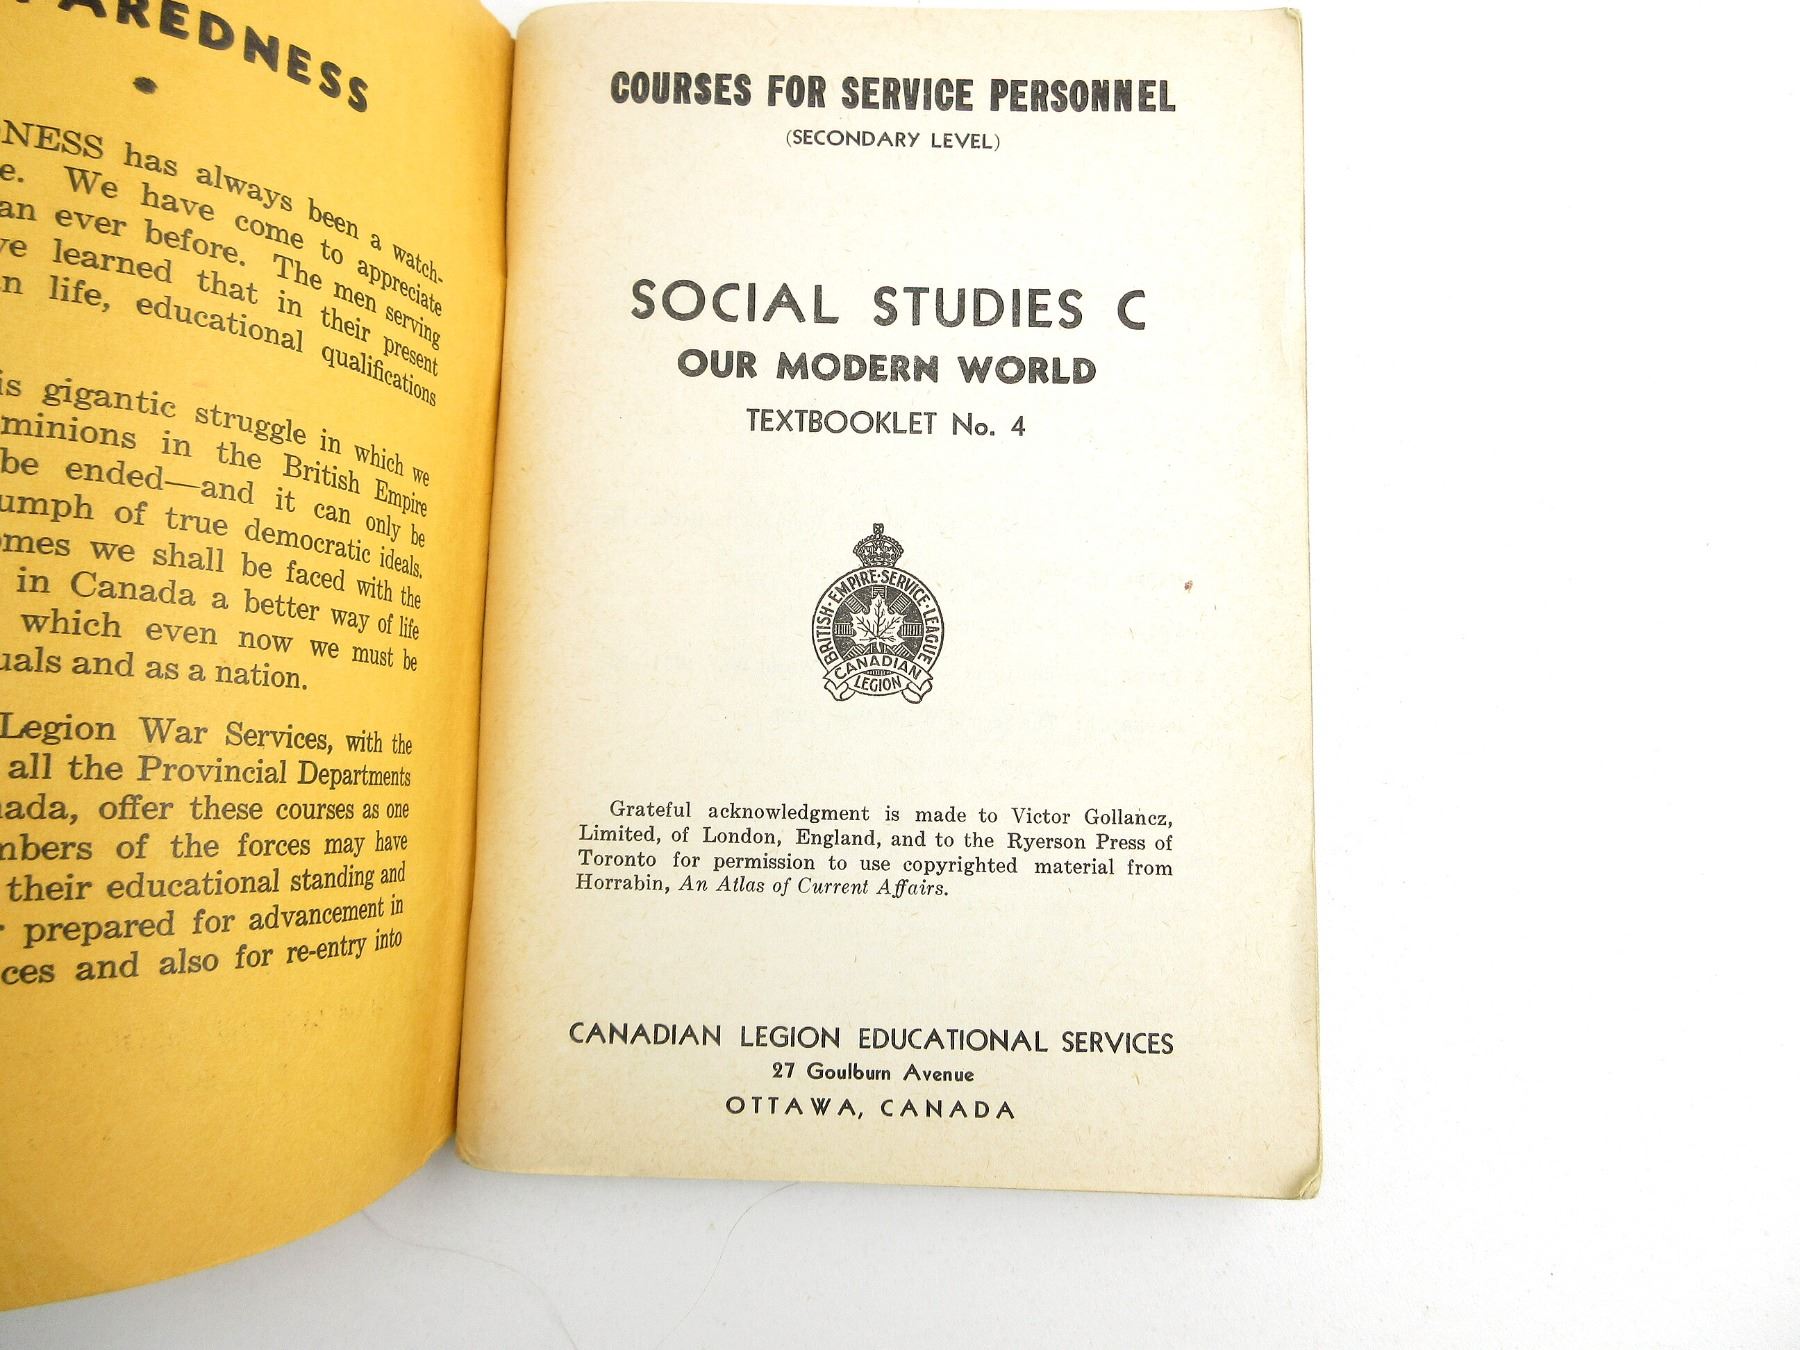 PAREDNESS
NESS has always been a watch-
e. We have come to appreciate
an ever before. The men serving
ve learned that in their present
n life, educational qualifications
is gigantic struggle in which we
minions in the British Empire
be ended—and it can only be
umph of true democratic ideals.
omes we shall be faced with the
in Canada a better way of life
which even now we must be
uals and as a nation.
Legion War Services, with the
all the Provincial Departments
nada, offer these courses as one
mbers of the forces may have
their educational standing and
r prepared for advancement in
ces and also for re-entry into
COURSES FOR SERVICE PERSONNEL
(SECONDARY LEVEL)
SOCIAL STUDIES C
OUR MODERN WORLD
TEXTBOOKLET No. 4
BRITISH·EMPIRE·SERVICE·LEAGUE
CANADIAN
LEGION
Grateful acknowledgment is made to Victor Gollancz,
Limited, of London, England, and to the Ryerson Press of
Toronto for permission to use copyrighted material from
Horrabin, An Atlas of Current Affairs.
CANADIAN LEGION EDUCATIONAL SERVICES
27 Goulburn Avenue
OTTAWA, CANADA